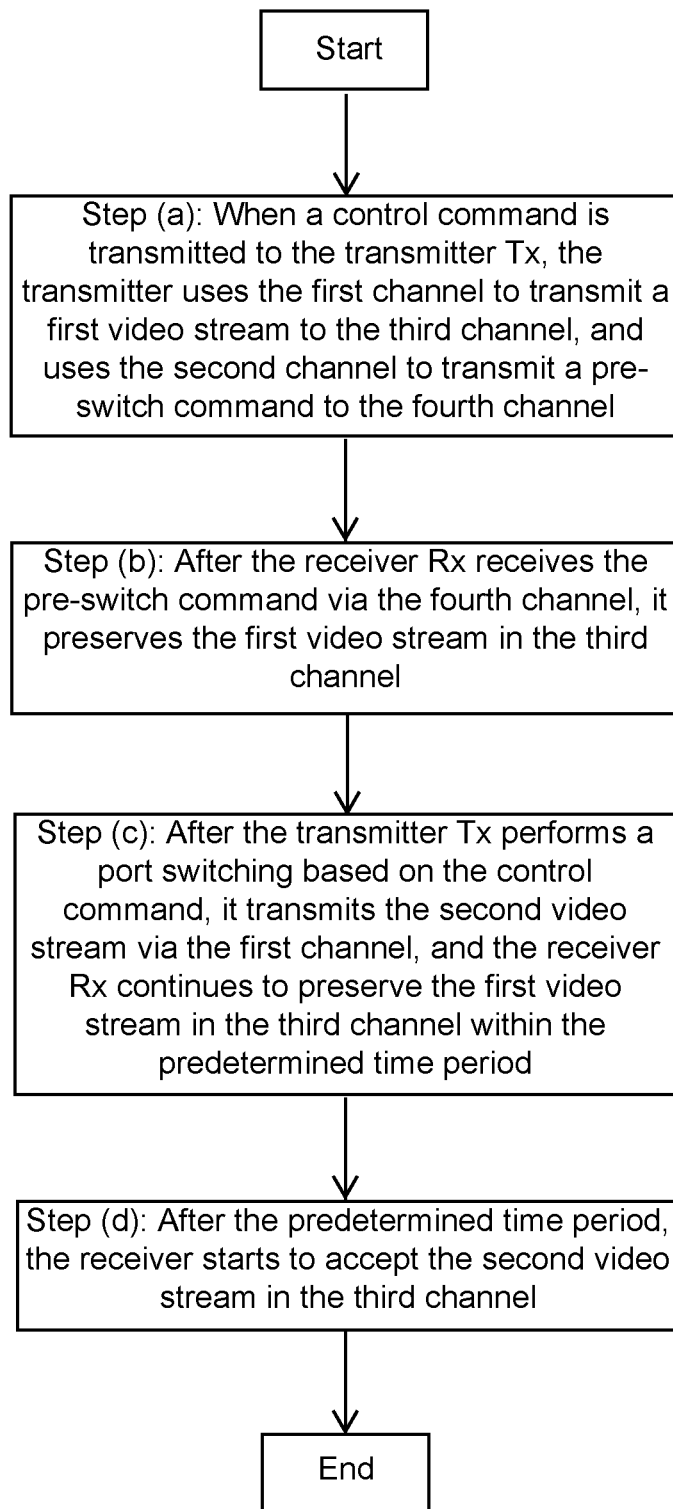 Start
Step (a): When a control command is
transmitted to the transmitter Tx, the
transmitter uses the first channel to transmit a
first video stream to the third channel, and
uses the second channel to transmit a pre-
switch command to the fourth channel
Step (b): After the receiver Rx receives the
pre-switch command via the fourth channel, it
preserves the first video stream in the third
channel
Step (c): After the transmitter Tx performs a
port switching based on the control
command, it transmits the second video
stream via the first channel, and the receiver
Rx continues to preserve the first video
stream in the third channel within the
predetermined time period
Step (d): After the predetermined time period,
the receiver starts to accept the second video
stream in the third channel
End